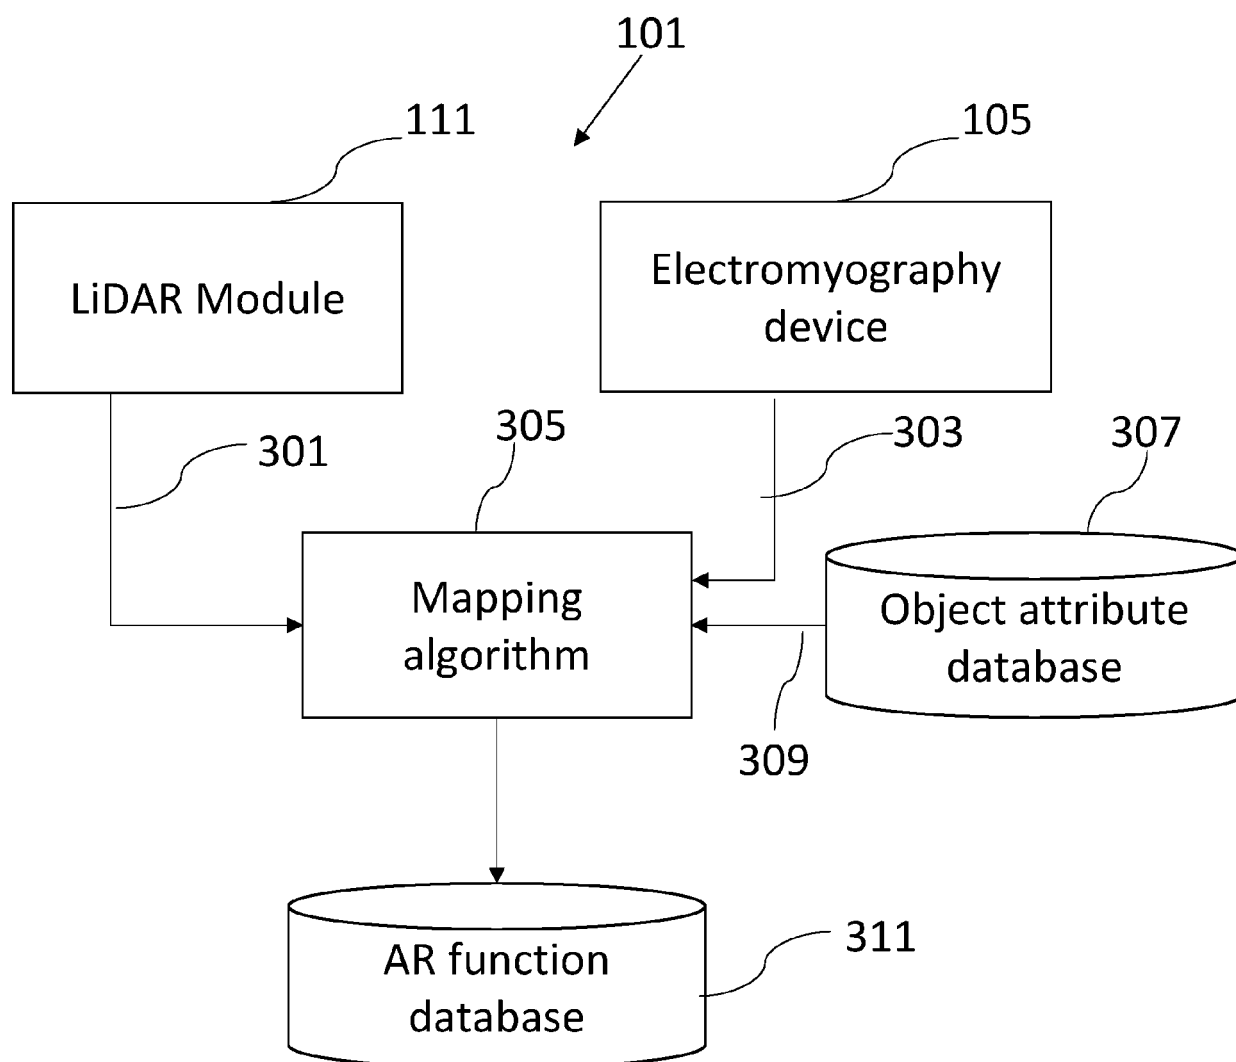 101
111
105
LiDAR Module
Electromyography
device
301
305
303
307
Mapping
algorithm
Object attribute
database
309
AR function
database
311